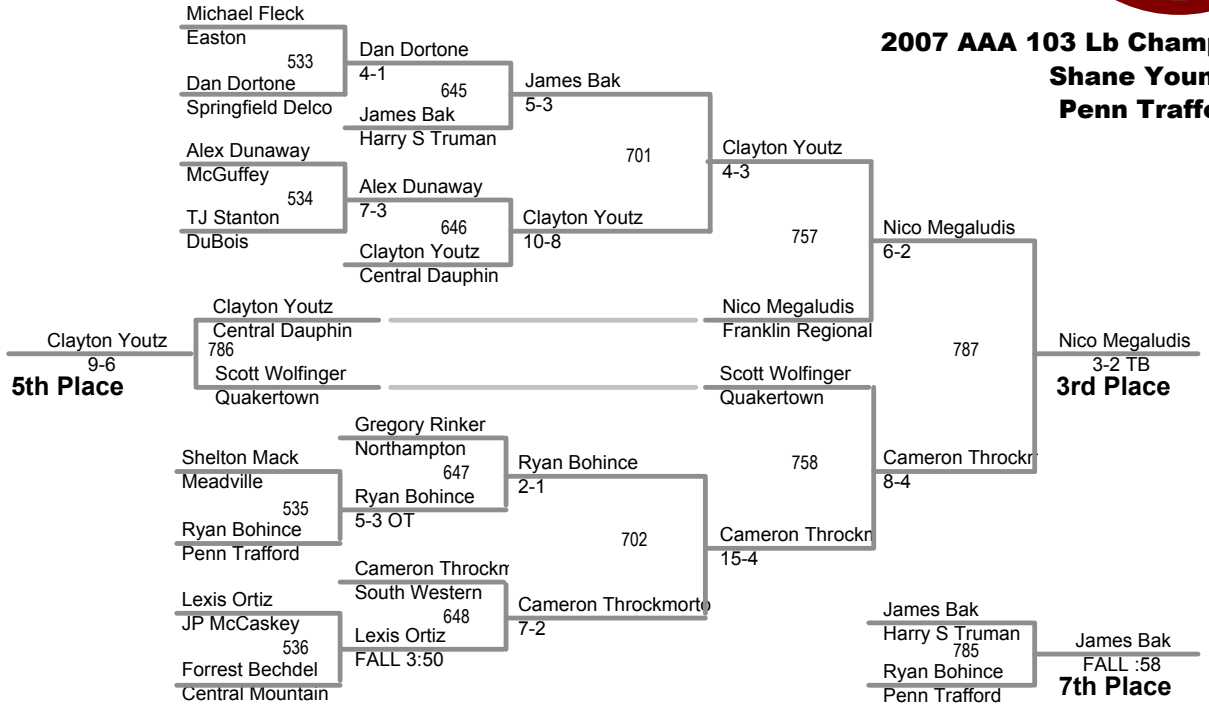 Michael Fleck
Easton
533
Dan Dortone
Springfield Delco
Dan Dortone
4-1
645
James Bak
Harry S Truman
James Bak
5-3
Alex Dunaway
McGuffey
534
TJ Stanton
DuBois
Alex Dunaway
7-3
646
Clayton Youtz
Central Dauphin
Clayton Youtz
10-8
701
Clayton Youtz
4-3
757
Nico Megaludis
6-2
2007 AAA 103 Lb Champ
Shane Youn
Penn Traffo
Clayton Youtz
Central Dauphin
Nico Megaludis
Franklin Regional
Clayton Youtz
9-6
5th Place
786
Scott Wolfinger
Quakertown
Scott Wolfinger
Quakertown
787
Nico Megaludis
3-2 TB
3rd Place
Gregory Rinker
Northampton
647
Shelton Mack
Meadville
535
Ryan Bohince
Penn Trafford
Ryan Bohince
5-3 OT
Ryan Bohince
2-1
758
Cameron Throckm
8-4
702
Cameron Throckm
15-4
Cameron Throckm
South Western
648
Lexis Ortiz
JP McCaskey
536
Forrest Bechdel
Central Mountain
Lexis Ortiz
FALL 3:50
Cameron Throckmorto
7-2
James Bak
Harry S Truman
785
Ryan Bohince
Penn Trafford
James Bak
FALL :58
7th Place